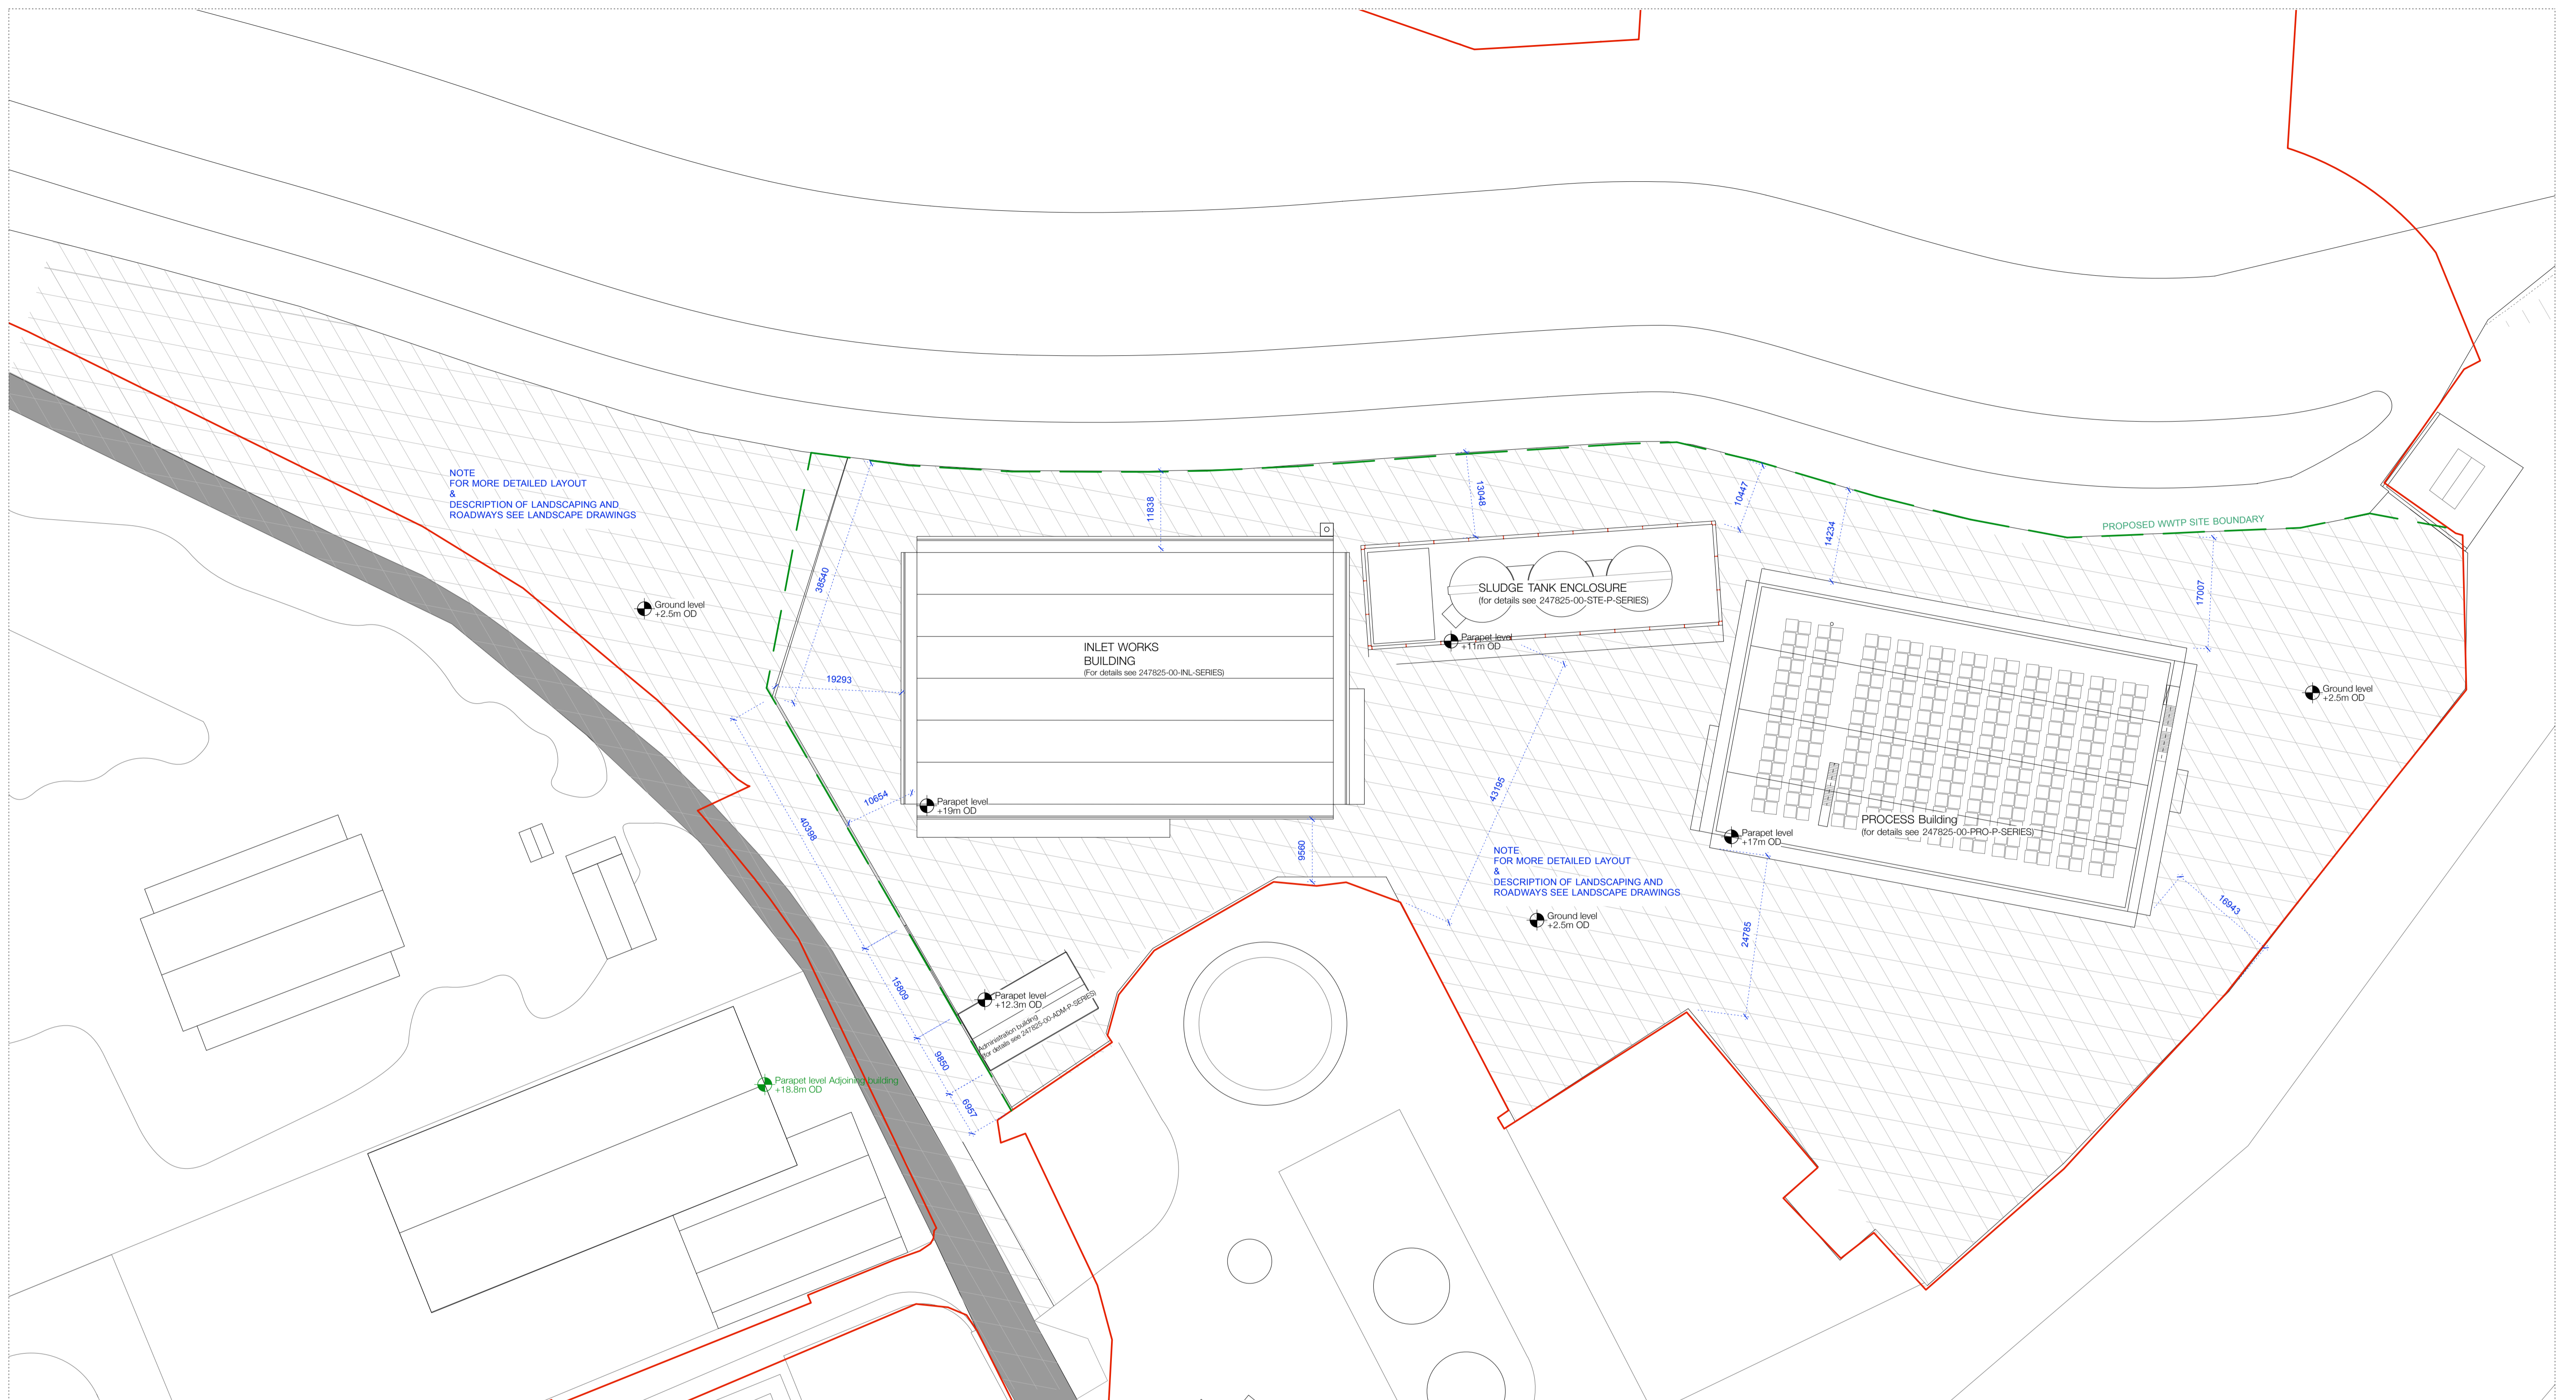 NOTE
FOR MORE DETAILED LAYOUT
&
DESCRIPTION OF LANDSCAPING AND
ROADWAYS SEE LANDSCAPE DRAWINGS
38540
11838
13048
10447
14234
PROPOSED WWTP SITE BOUNDARY
17007
Ground level
+2.5m OD
SLUDGE TANK ENCLOSURE
(for details see 247825-00-STE-P-SERIES)
Parapet level
+11m OD
INLET WORKS
BUILDING
(For details see 247825-00-INL-SERIES)
19293
Ground level
+2.5m OD
10654
Parapet level
+19m OD
40398
9560
43195
PROCESS Building
(for details see 247825-00-PRO-P-SERIES)
Parapet level
+17m OD
NOTE
FOR MORE DETAILED LAYOUT
&
DESCRIPTION OF LANDSCAPING AND
ROADWAYS SEE LANDSCAPE DRAWINGS
Ground level
+2.5m OD
24785
16943
15809
Parapet level
+12.3m OD
Administration building
(for details see 247825-00-ADM-P-SERIES)
9850
6957
Parapet level Adjoining building
+18.8m OD